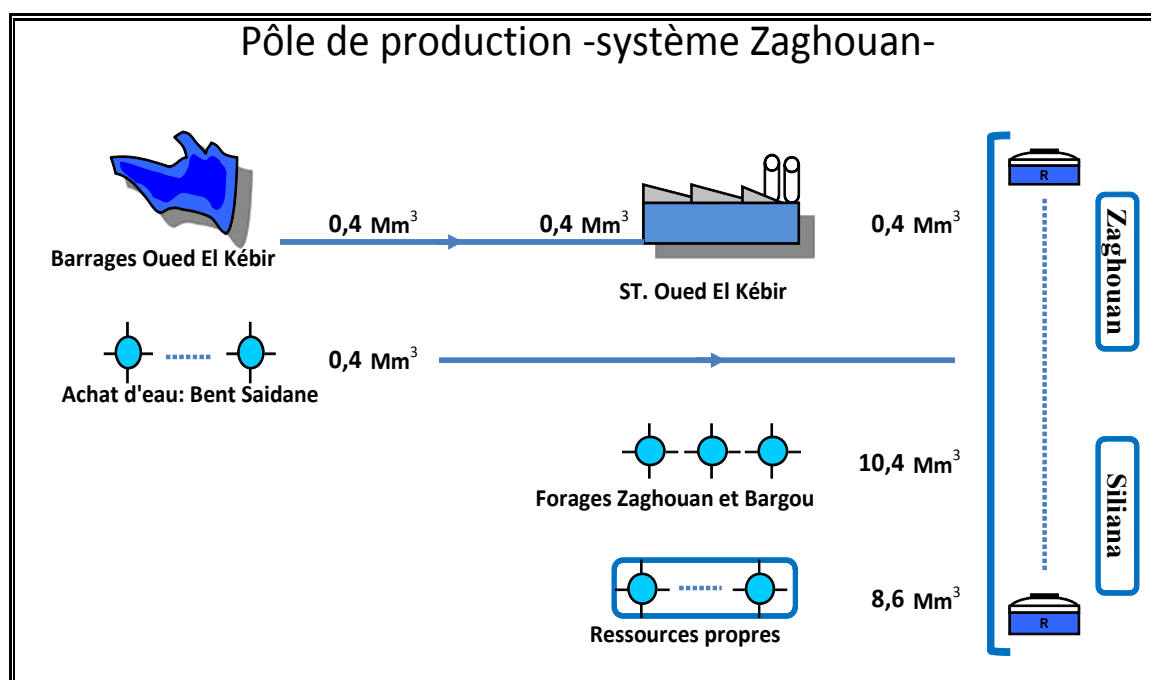 Pôle de production -système Zaghouan-
R
0,4 Mm³ 0,4 Mm³ 0,4 Mm³
Barrages Oued El Kébir
ST. Oued El Kébir
Zaghouan
0,4 Mm³
Achat d'eau: Bent Saidane
10,4 Mm³
Forages Zaghouan et Bargou
Siliana
8,6 Mm³
R
Ressources propres